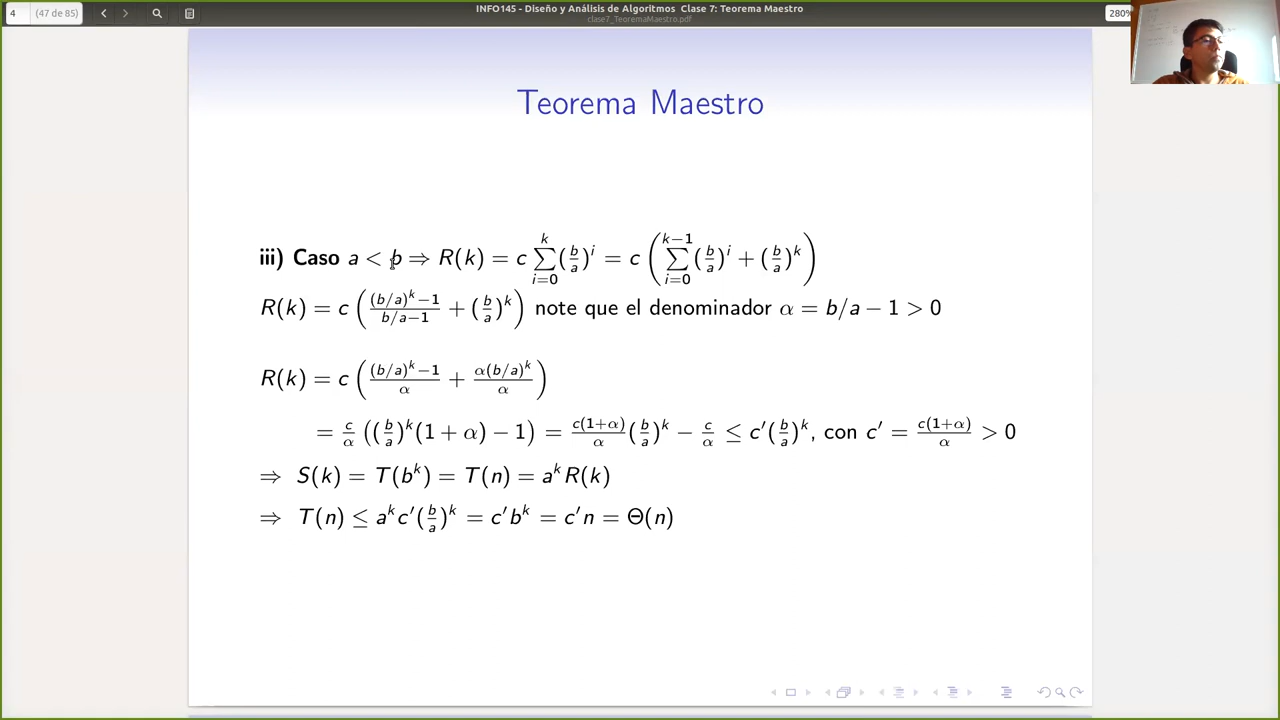 4
(47 de 85)
INFO145 - Diseño y Análisis de Algoritmos Clase 7: Teorema Maestro
clase7_TeoremaMaestro.pdf
280%
Teorema Maestro
iii) Caso a < b ⇒ R(k) = c ∑_{i=0}^{k} (b/a)^i = c (∑_{i=0}^{k−1} (b/a)^i + (b/a)^k)
R(k) = c ( ((b/a)^k −1)/(b/a−1) + (b/a)^k ) note que el denominador α = b/a − 1 > 0
R(k) = c ( ((b/a)^k −1)/α + α(b/a)^k/α )
= c/α ((b/a)^k (1 + α) − 1) = c(1+α)/α (b/a)^k − c/α ≤ c′(b/a)^k, con c′ = c(1+α)/α > 0
⇒ S(k) = T(b^k) = T(n) = a^k R(k)
⇒ T(n) ≤ a^k c′(b/a)^k = c′b^k = c′n = Θ(n)